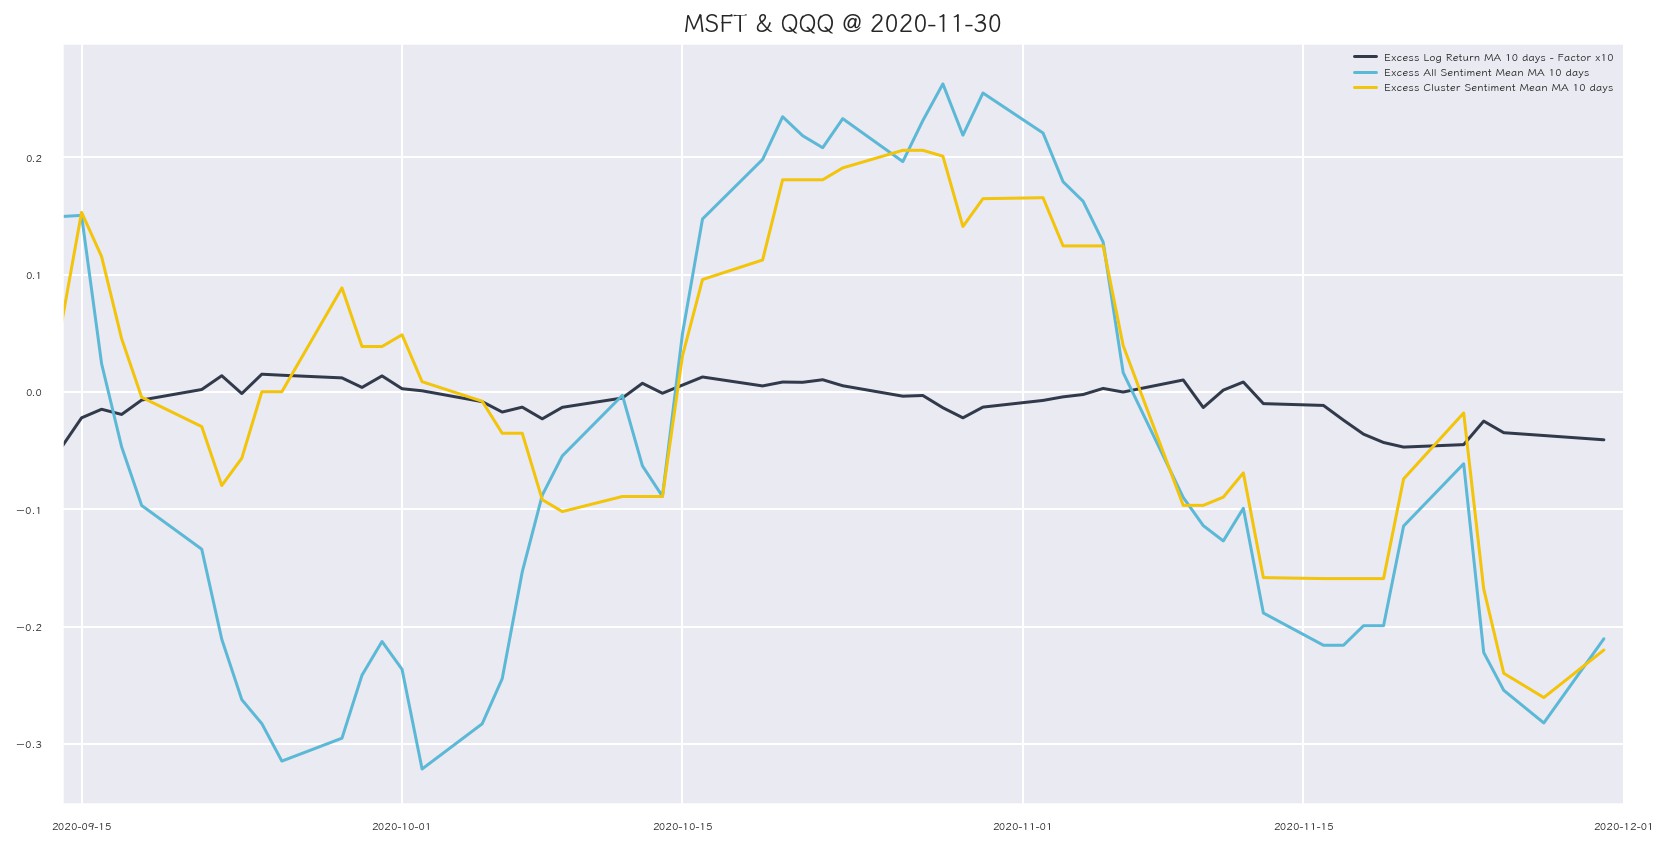 MSFT & QQQ @ 2020-11-30
Excess Log Return MA 10 days - Factor x10
Excess All Sentiment Mean MA 10 days
Excess Cluster Sentiment Mean MA 10 days
0.2
0.1
0.0
−0.1
−0.2
−0.3
2020-09-15 2020-10-01 2020-10-15 2020-11-01 2020-11-15 2020-12-01